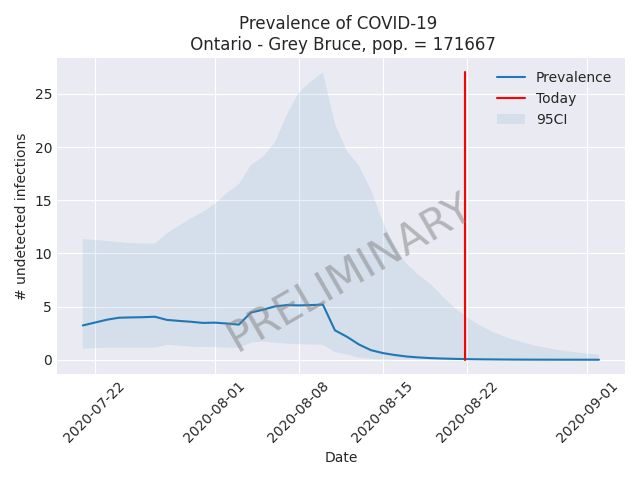 Prevalence of COVID-19
Ontario - Grey Bruce, pop. = 171667
Prevalence
Today
95CI
# undetected infections
25
20
15
10
5
0
PRELIMINARY
2020-07-22
2020-08-01
2020-08-08
2020-08-15
2020-08-22
2020-09-01
Date